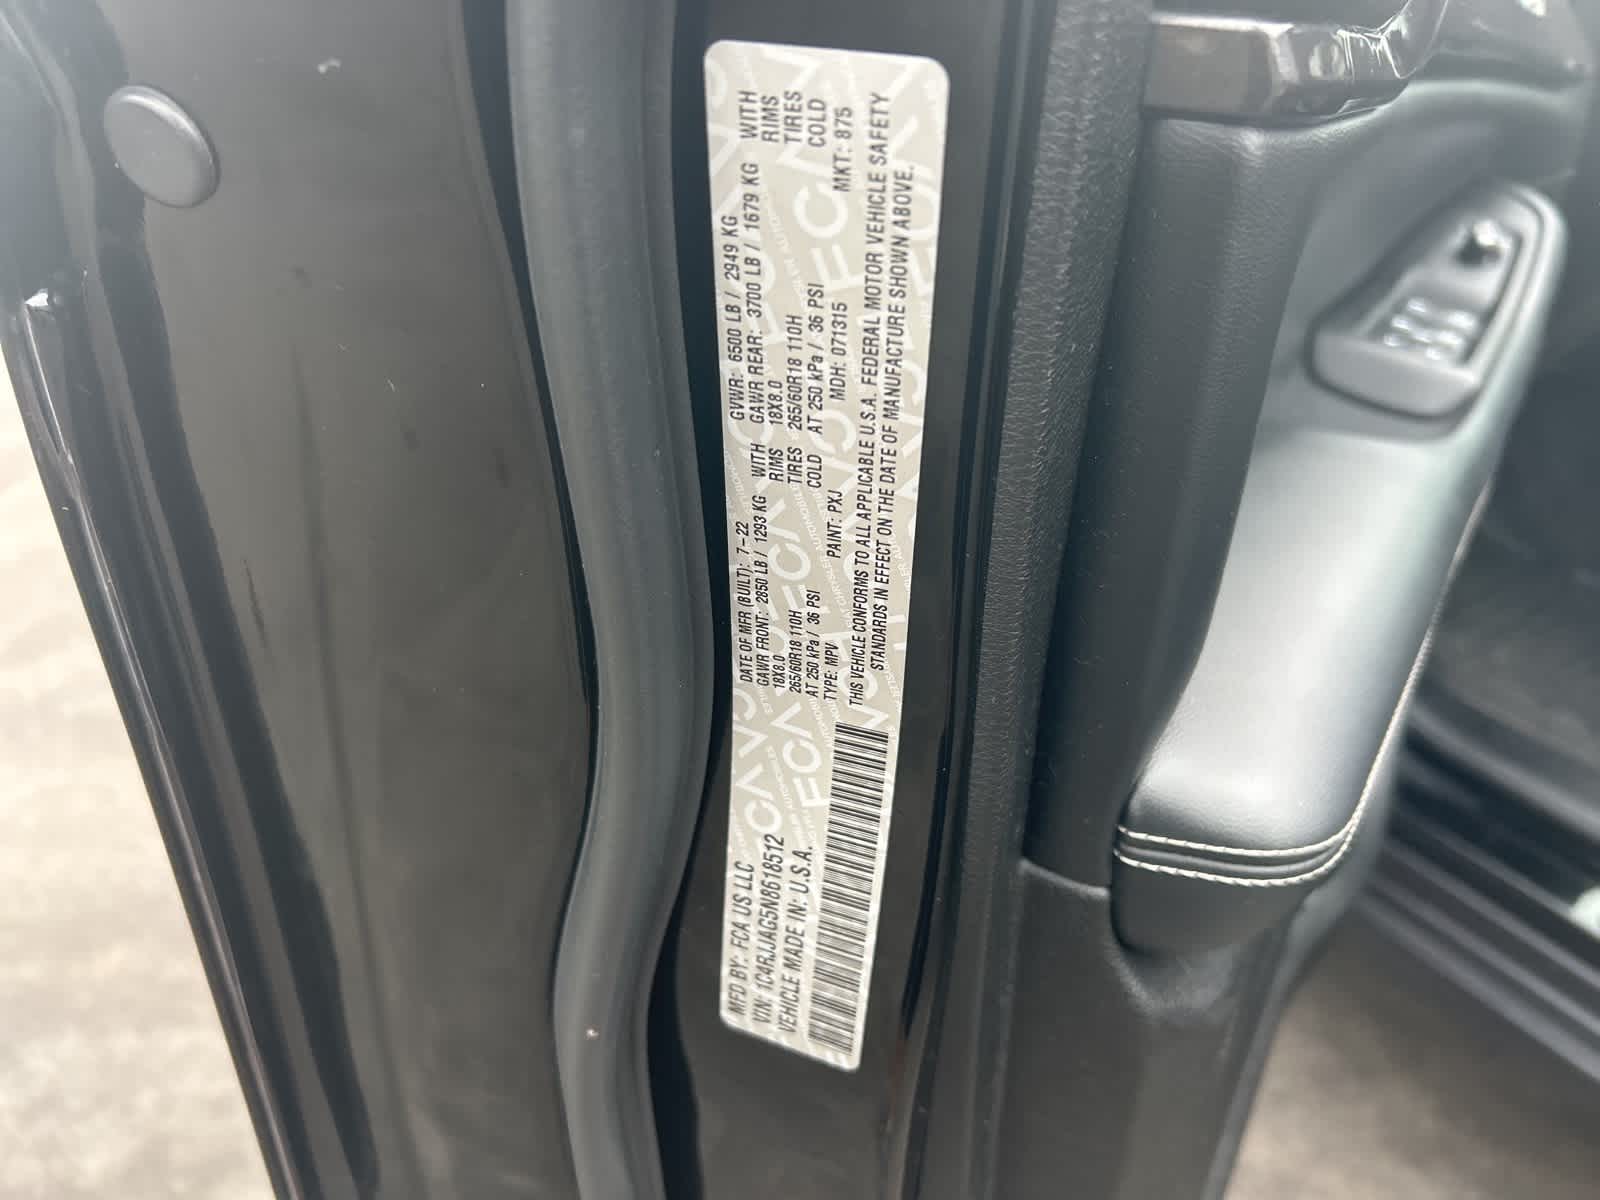 MFD BY: FCA US LLC
DATE OF MFR (BUILT): 7-22
GVWR: 6500 LB / 2949 KG
VIN: 1C4RJJAG5N8618512
GAWR FRONT: 2850 LB / 1293 KG WITH
GAWR REAR: 3700 LB / 1679 KG WITH
18X8.0 RIMS
18X8.0 RIMS
265/60R18 110H TIRES
265/60R18 110H TIRES
VEHICLE MADE IN: U.S.A.
AT 250 kPa / 36 PSI COLD
AT 250 kPa / 36 PSI COLD
TYPE: MPV PAINT: PXJ MDH: 071315 MKT: 875
THIS VEHICLE CONFORMS TO ALL APPLICABLE U.S.A. FEDERAL MOTOR VEHICLE SAFETY
STANDARDS IN EFFECT ON THE DATE OF MANUFACTURE SHOWN ABOVE.